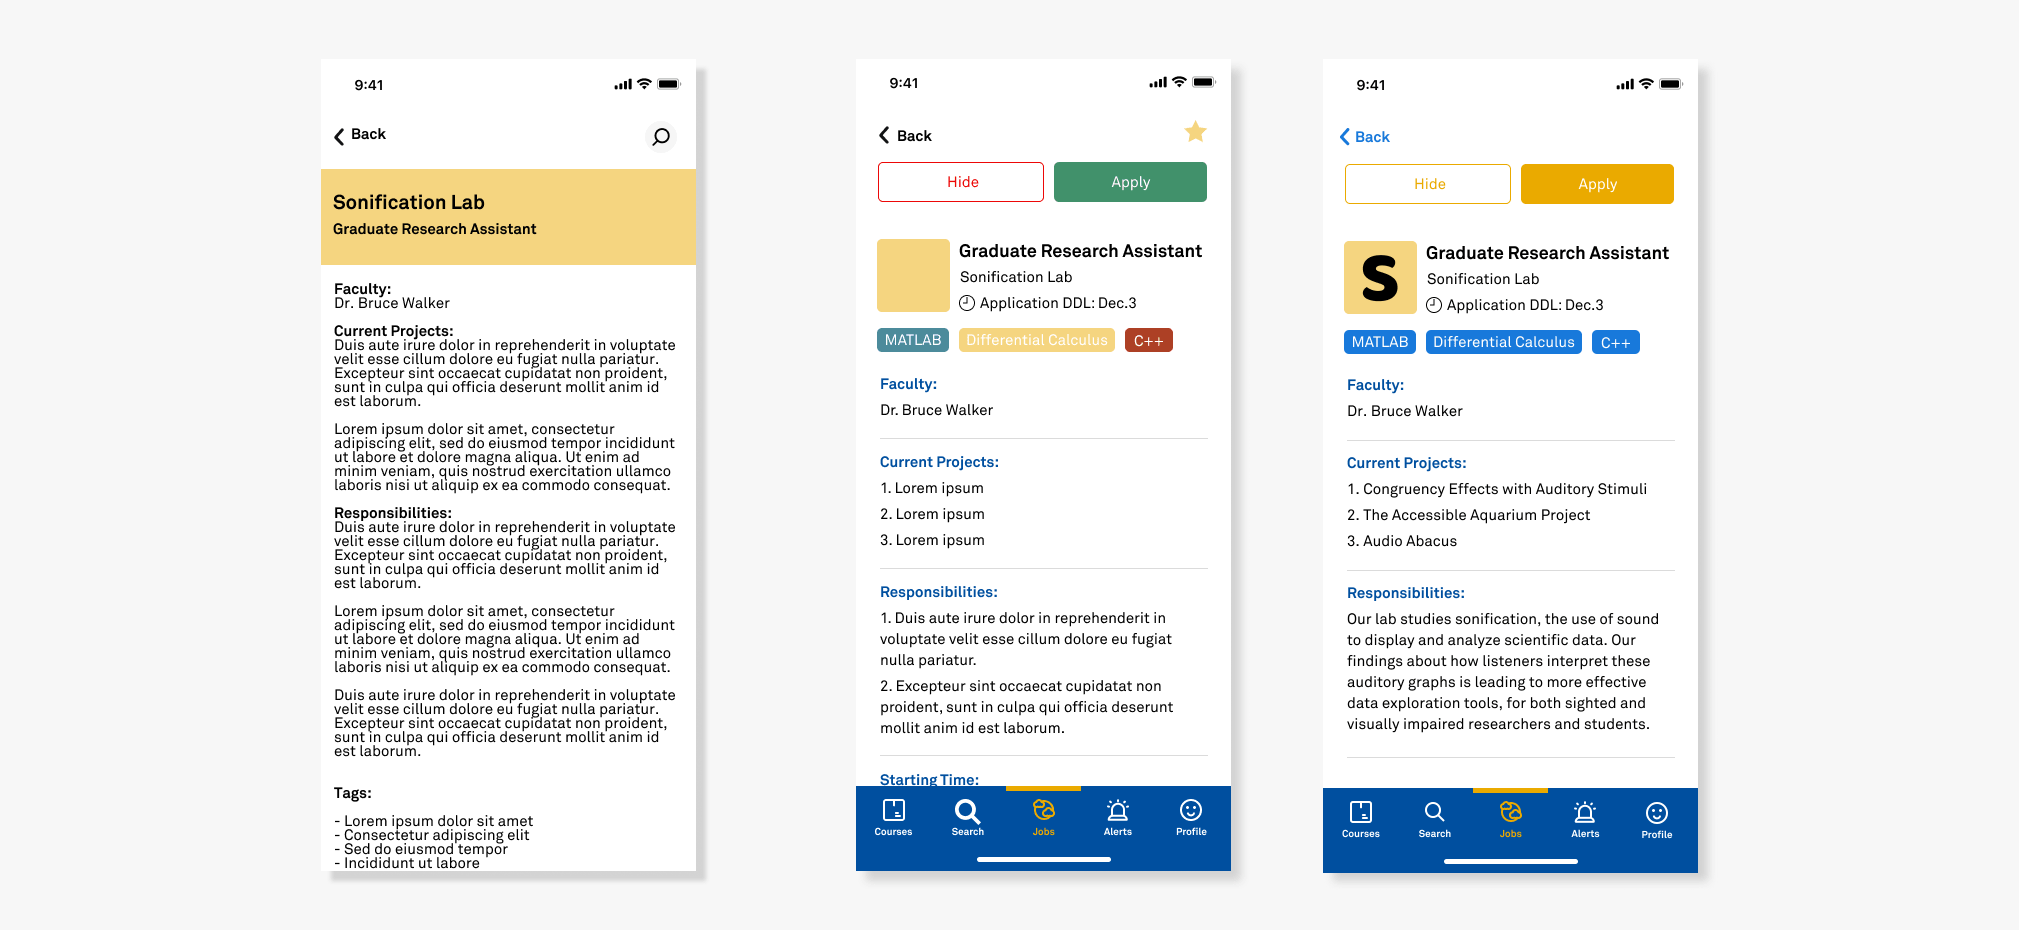 9:41
Back
Sonification Lab
Graduate Research Assistant
Faculty:
Dr. Bruce Walker
Current Projects:
Duis aute irure dolor in reprehenderit in voluptate
velit esse cillum dolore eu fugiat nulla pariatur.
Excepteur sint occaecat cupidatat non proident,
sunt in culpa qui officia deserunt mollit anim id
est laborum.
Lorem ipsum dolor sit amet, consectetur
adipiscing elit, sed do eiusmod tempor incididunt
ut labore et dolore magna aliqua. Ut enim ad
minim veniam, quis nostrud exercitation ullamco
laboris nisi ut aliquip ex ea commodo consequat.
Responsibilities:
Duis aute irure dolor in reprehenderit in voluptate
velit esse cillum dolore eu fugiat nulla pariatur.
Excepteur sint occaecat cupidatat non proident,
sunt in culpa qui officia deserunt mollit anim id
est laborum.
Lorem ipsum dolor sit amet, consectetur
adipiscing elit, sed do eiusmod tempor incididunt
ut labore et dolore magna aliqua. Ut enim ad
minim veniam, quis nostrud exercitation ullamco
laboris nisi ut aliquip ex ea commodo consequat.
Duis aute irure dolor in reprehenderit in voluptate
velit esse cillum dolore eu fugiat nulla pariatur.
Excepteur sint occaecat cupidatat non proident,
sunt in culpa qui officia deserunt mollit anim id
est laborum.
Tags:
- Lorem ipsum dolor sit amet
- Consectetur adipiscing elit
- Sed do eiusmod tempor
- Incididunt ut labore
9:41
Back
Hide Apply
Graduate Research Assistant
Sonification Lab
Application DDL: Dec.3
MATLAB Differential Calculus C++
Faculty:
Dr. Bruce Walker
Current Projects:
1. Lorem ipsum
2. Lorem ipsum
3. Lorem ipsum
Responsibilities:
1. Duis aute irure dolor in reprehenderit in
voluptate velit esse cillum dolore eu fugiat
nulla pariatur.
2. Excepteur sint occaecat cupidatat non
proident, sunt in culpa qui officia deserunt
mollit anim id est laborum.
Starting Time:
Courses Search Jobs Alerts Profile
9:41
Back
Hide Apply
S
Graduate Research Assistant
Sonification Lab
Application DDL: Dec.3
MATLAB Differential Calculus C++
Faculty:
Dr. Bruce Walker
Current Projects:
1. Congruency Effects with Auditory Stimuli
2. The Accessible Aquarium Project
3. Audio Abacus
Responsibilities:
Our lab studies sonification, the use of sound
to display and analyze scientific data. Our
findings about how listeners interpret these
auditory graphs is leading to more effective
data exploration tools, for both sighted and
visually impaired researchers and students.
Courses Search Jobs Alerts Profile